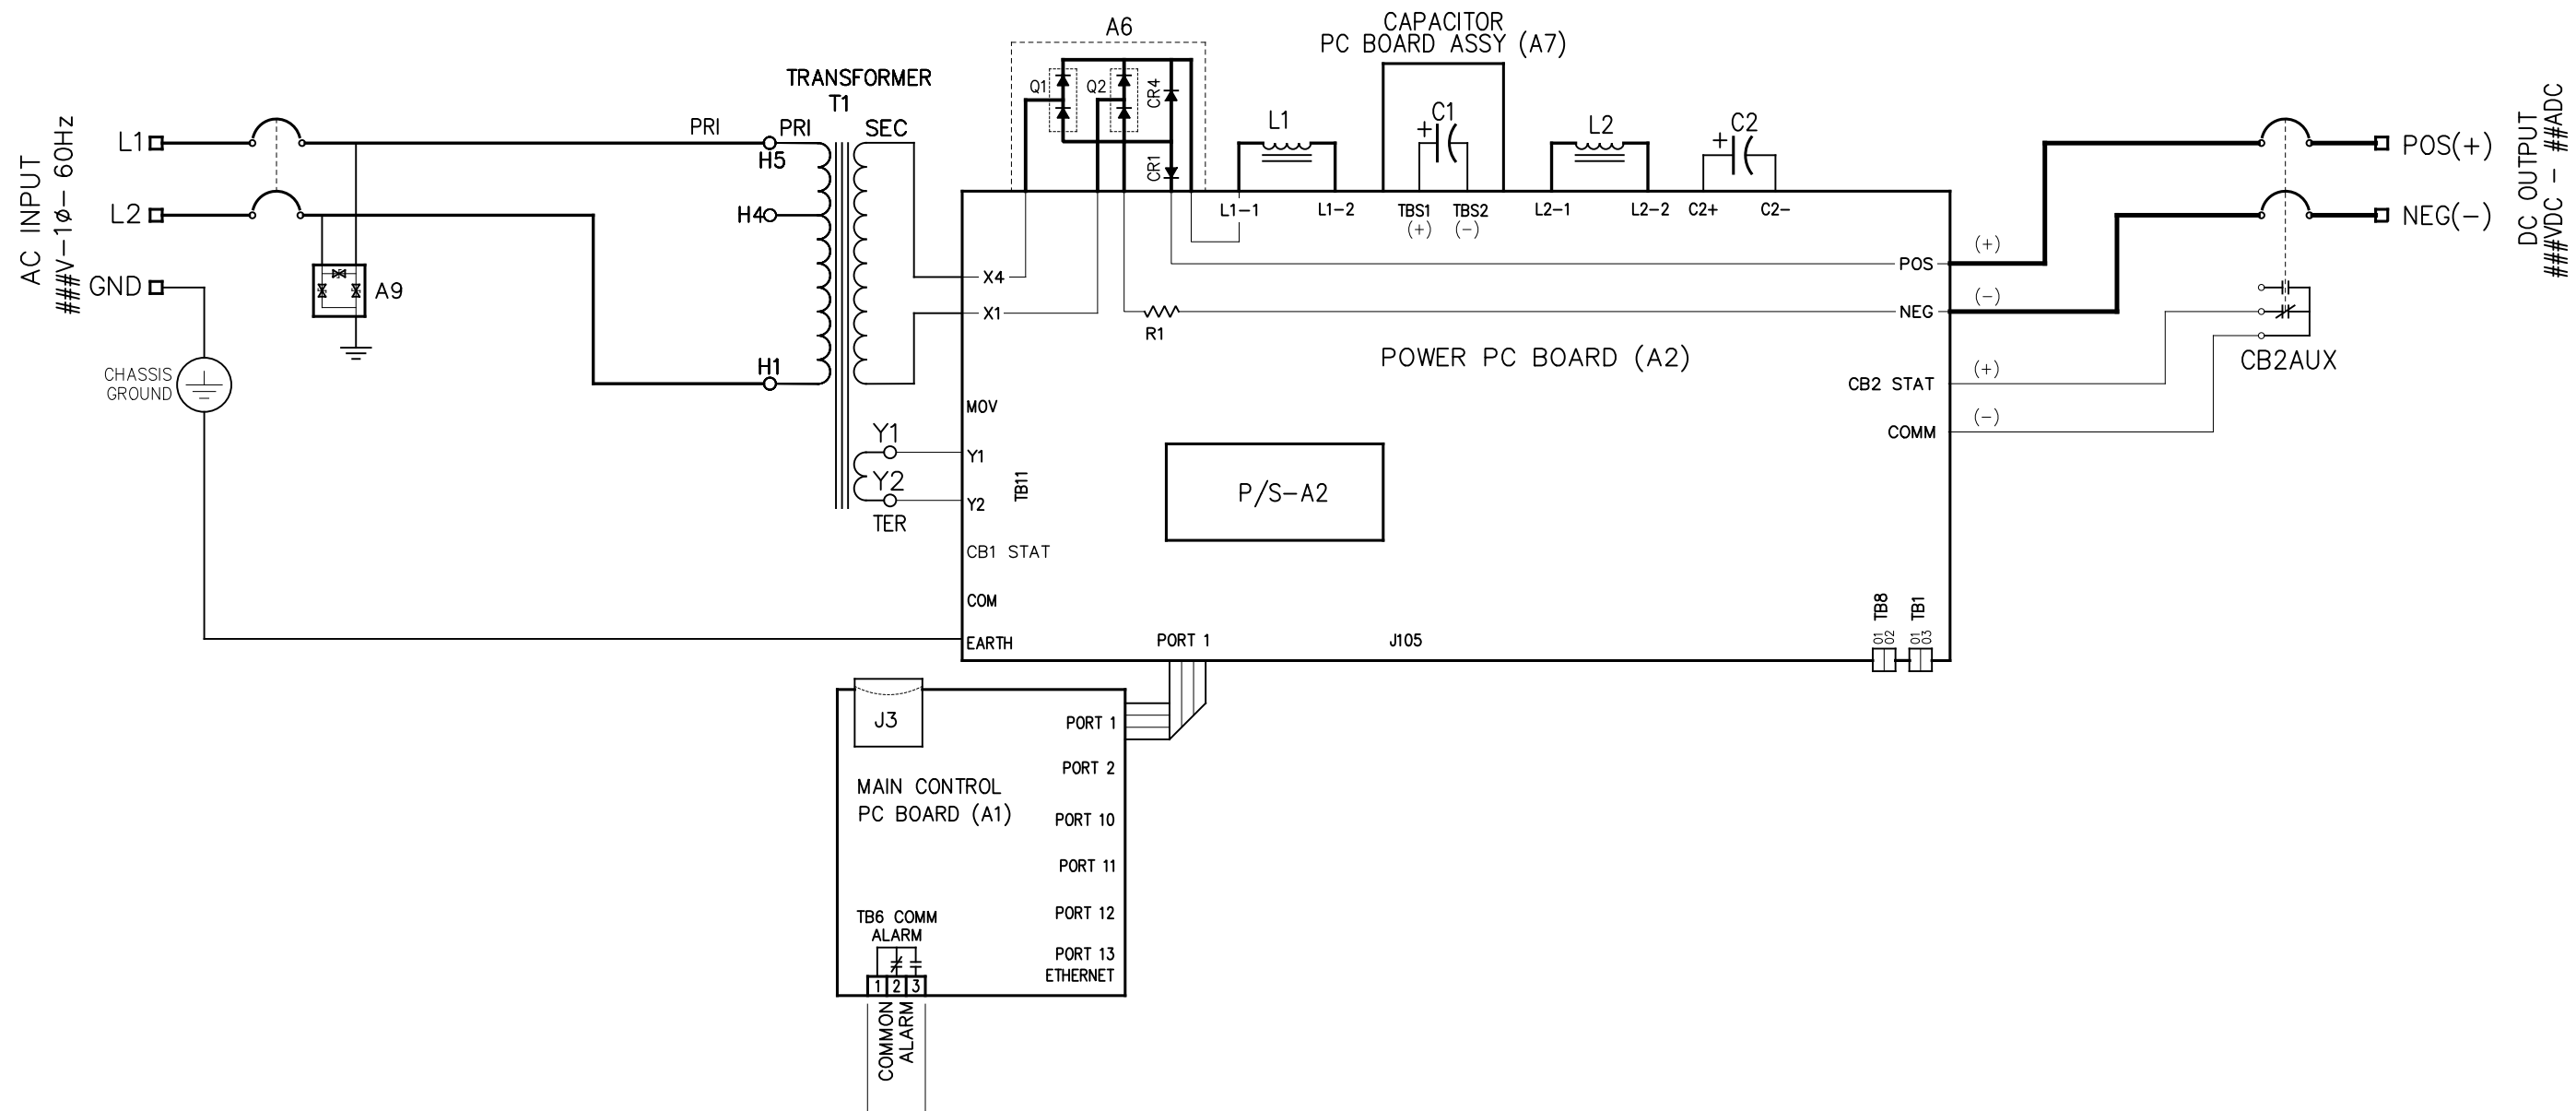 A6
CAPACITOR
PC BOARD ASSY (A7)
TRANSFORMER
T1
AC INPUT
###V-1ø- 60Hz
L1
L2
GND
CHASSIS
GROUND
A9
PRI
PRI
SEC
H5
H4
H1
Y1
Y2
TER
Q1
Q2
CR4
CR1
L1
C1
+
L2
C2
+
L1-1
L1-2
TBS1
(+)
TBS2
(-)
L2-1
L2-2
C2+
C2-
X4
X1
R1
POS
NEG
POWER PC BOARD (A2)
CB2 STAT
COMM
(+)
(-)
(+)
(-)
POS(+)
NEG(-)
DC OUTPUT
##VDC - ##ADC
CB2AUX
MOV
Y1
Y2
TB11
CB1 STAT
COM
EARTH
P/S-A2
PORT 1
J105
TB8
01
02
TB1
01
03
J3
MAIN CONTROL
PC BOARD (A1)
PORT 1
PORT 2
PORT 10
PORT 11
PORT 12
PORT 13
ETHERNET
TB6 COMM
ALARM
1 2 3
COMMON
ALARM